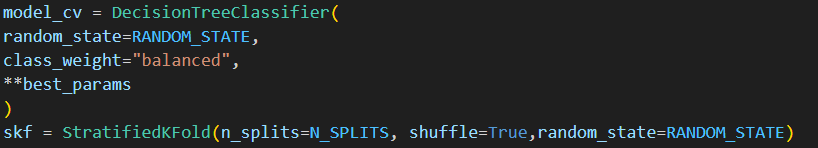 model_cv = DecisionTreeClassifier(
random_state=RANDOM_STATE,
class_weight="balanced",
**best_params
)
skf = StratifiedKFold(n_splits=N_SPLITS, shuffle=True,random_state=RANDOM_STATE)